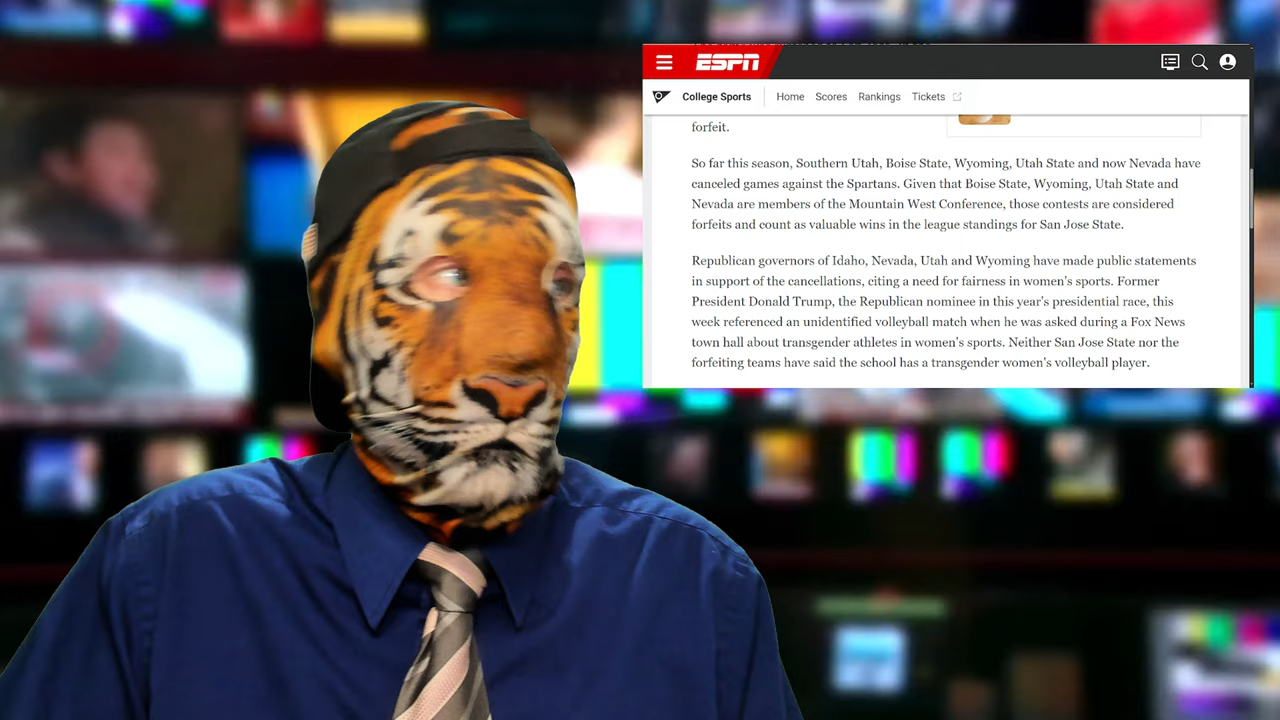 ESPN
College Sports Home Scores Rankings Tickets
forfeit.
So far this season, Southern Utah, Boise State, Wyoming, Utah State and now Nevada have
canceled games against the Spartans. Given that Boise State, Wyoming, Utah State and
Nevada are members of the Mountain West Conference, those contests are considered
forfeits and count as valuable wins in the league standings for San Jose State.
Republican governors of Idaho, Nevada, Utah and Wyoming have made public statements
in support of the cancellations, citing a need for fairness in women's sports. Former
President Donald Trump, the Republican nominee in this year's presidential race, this
week referenced an unidentified volleyball match when he was asked during a Fox News
town hall about transgender athletes in women's sports. Neither San Jose State nor the
forfeiting teams have said the school has a transgender women's volleyball player.